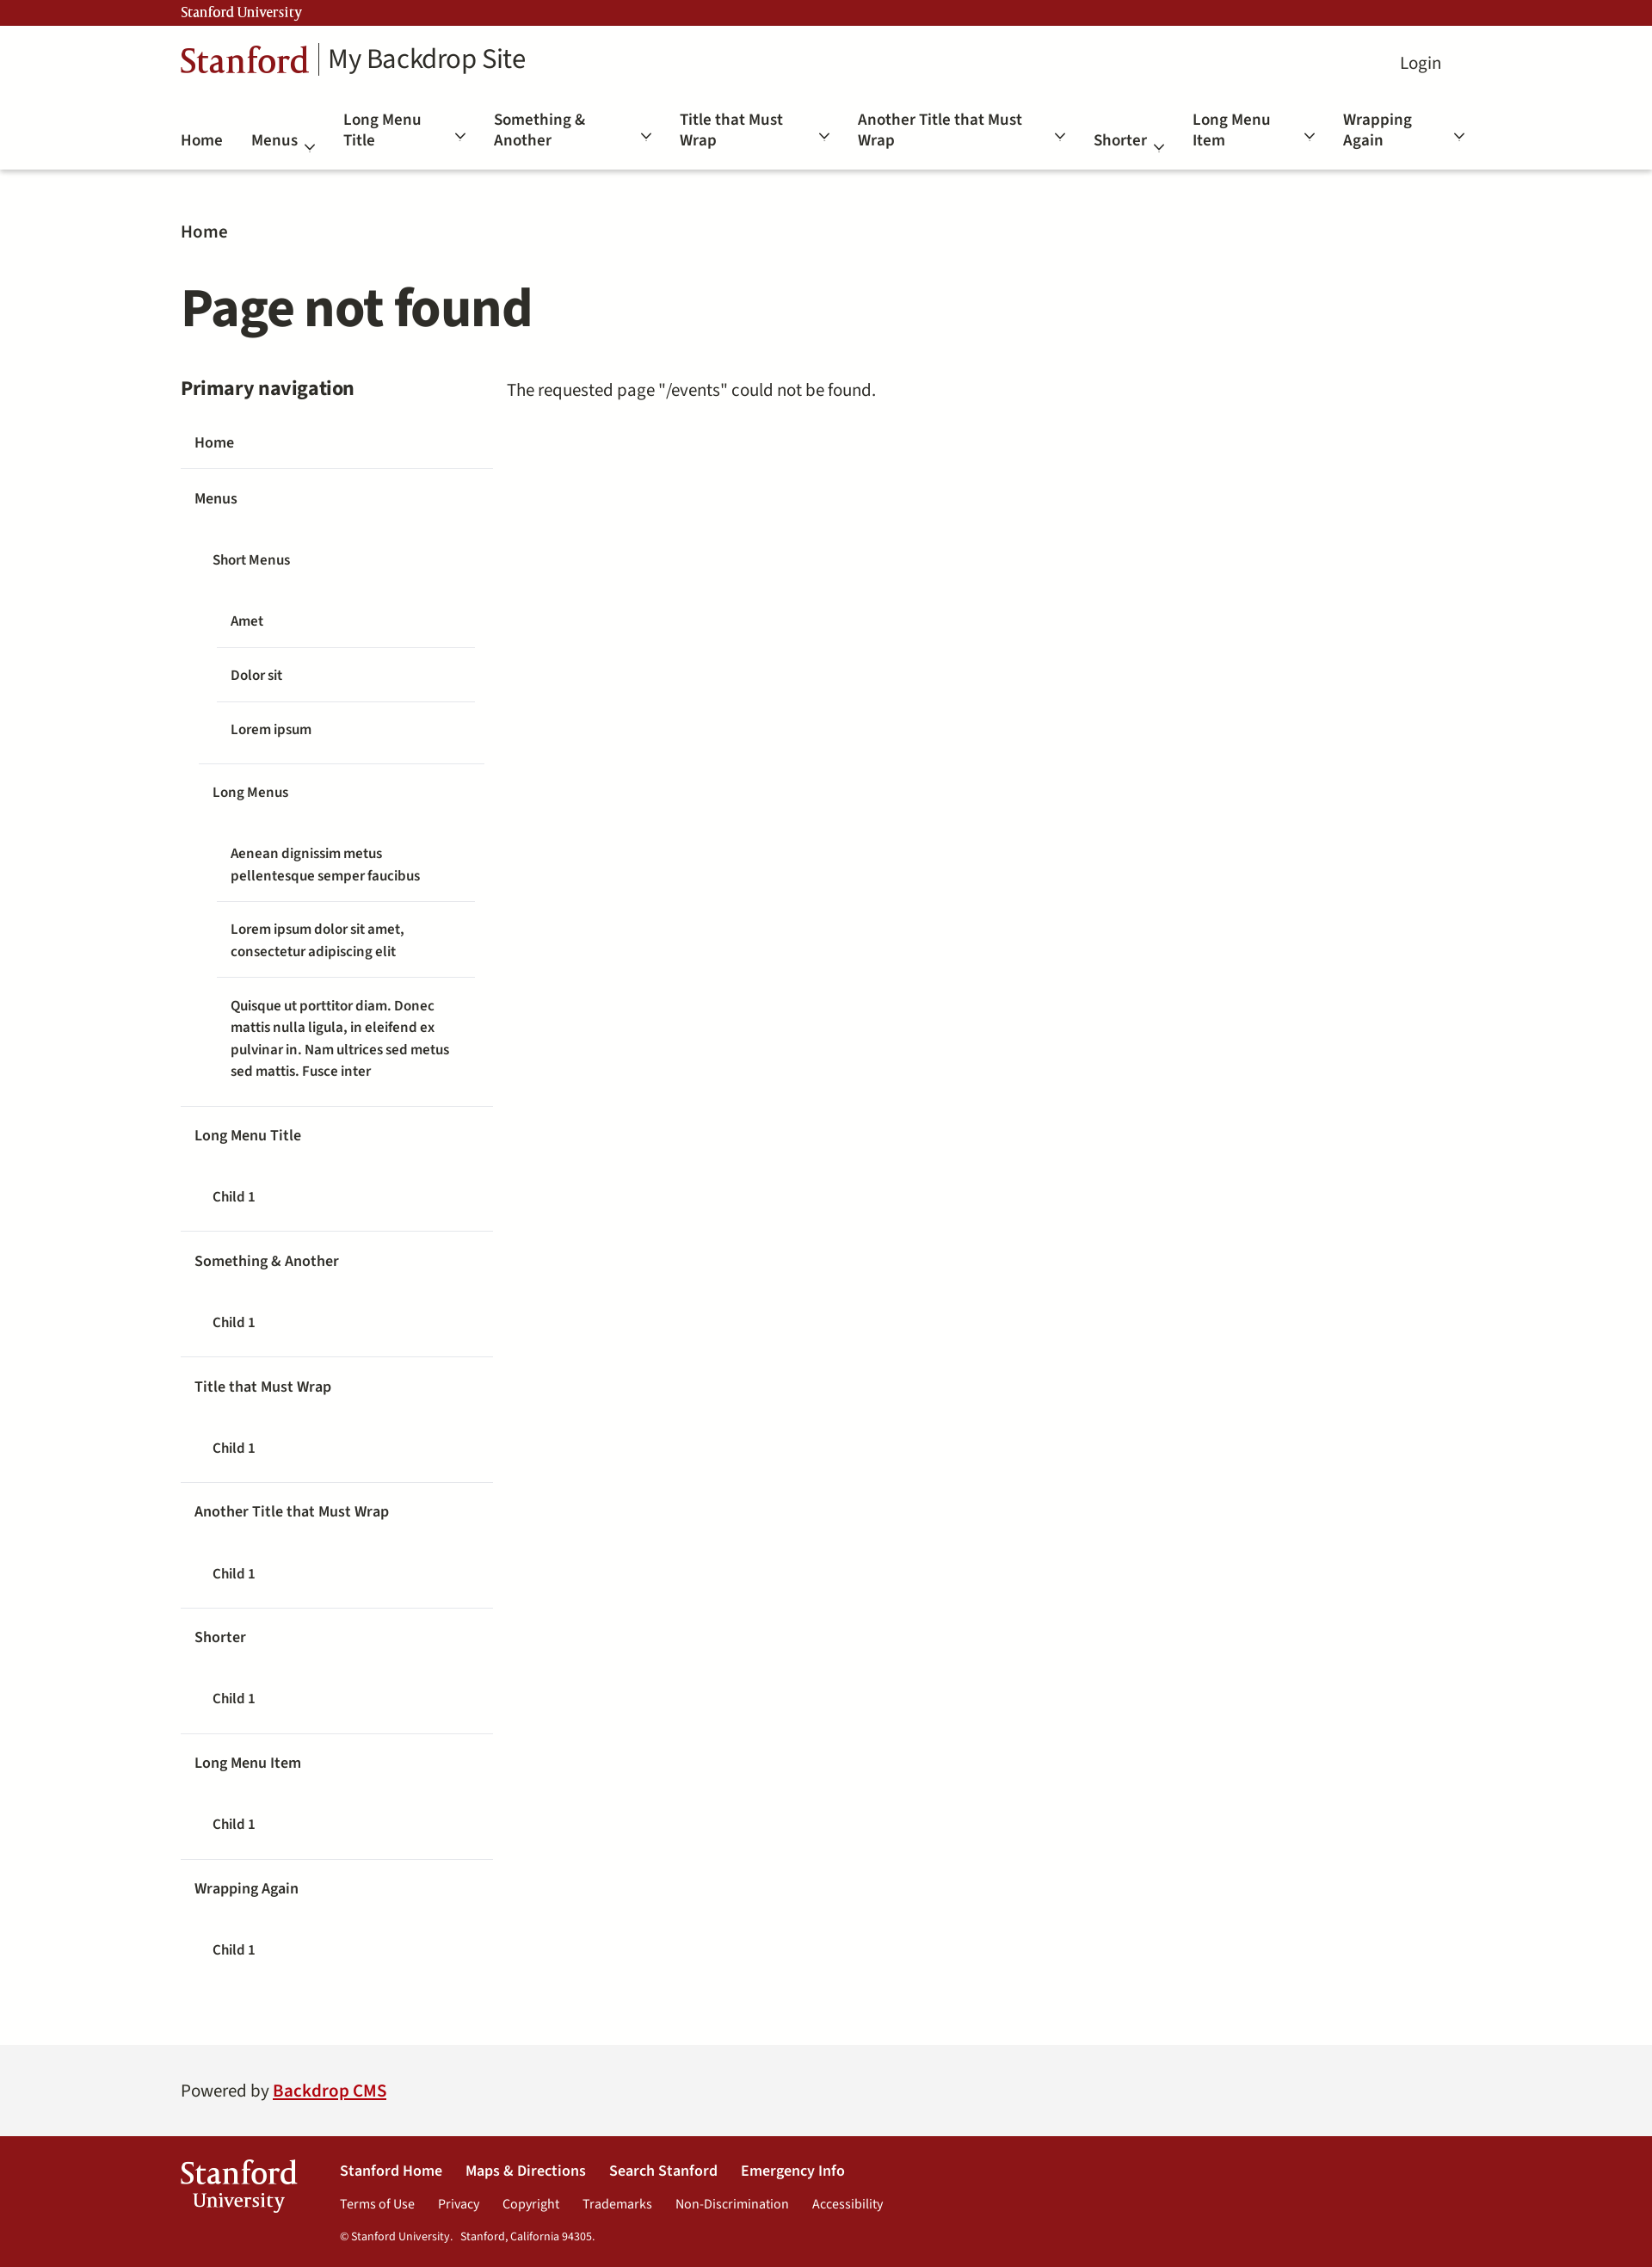 Stanford University
Stanford My Backdrop Site
Login
Home
Menus
Long Menu
Title
Something &
Another
Title that Must
Wrap
Another Title that Must
Wrap
Shorter
Long Menu
Item
Wrapping
Again
Home
Page not found
Primary navigation
Home
Menus
Short Menus
Amet
Dolor sit
Lorem ipsum
Long Menus
Aenean dignissim metus
pellentesque semper faucibus
Lorem ipsum dolor sit amet,
consectetur adipiscing elit
Quisque ut porttitor diam. Donec
mattis nulla ligula, in eleifend ex
pulvinar in. Nam ultrices sed metus
sed mattis. Fusce inter
Long Menu Title
Child 1
Something & Another
Child 1
Title that Must Wrap
Child 1
Another Title that Must Wrap
Child 1
Shorter
Child 1
Long Menu Item
Child 1
Wrapping Again
Child 1
The requested page "/events" could not be found.
Powered by Backdrop CMS
Stanford
University
Stanford Home Maps & Directions Search Stanford Emergency Info
Terms of Use Privacy Copyright Trademarks Non-Discrimination Accessibility
© Stanford University. Stanford, California 94305.